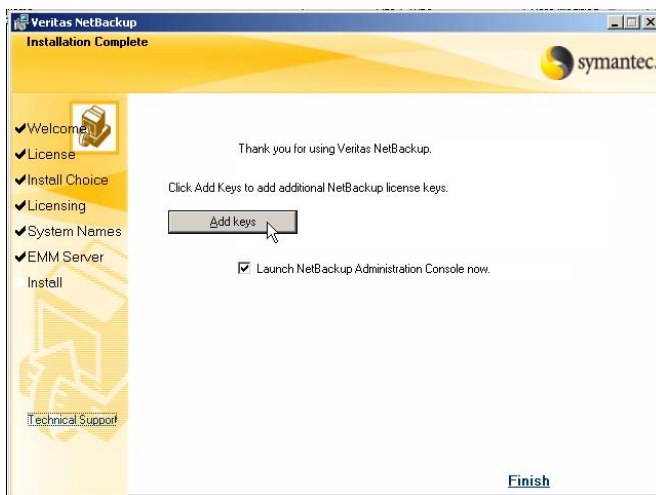 Veritas NetBackup
Installation Complete
symantec.
Welcome
License
Install Choice
Licensing
System Names
EMM Server
Install
Technical Support
Thank you for using Veritas NetBackup.
Click Add Keys to add additional NetBackup license keys.
Add keys
Launch NetBackup Administration Console now.
Finish